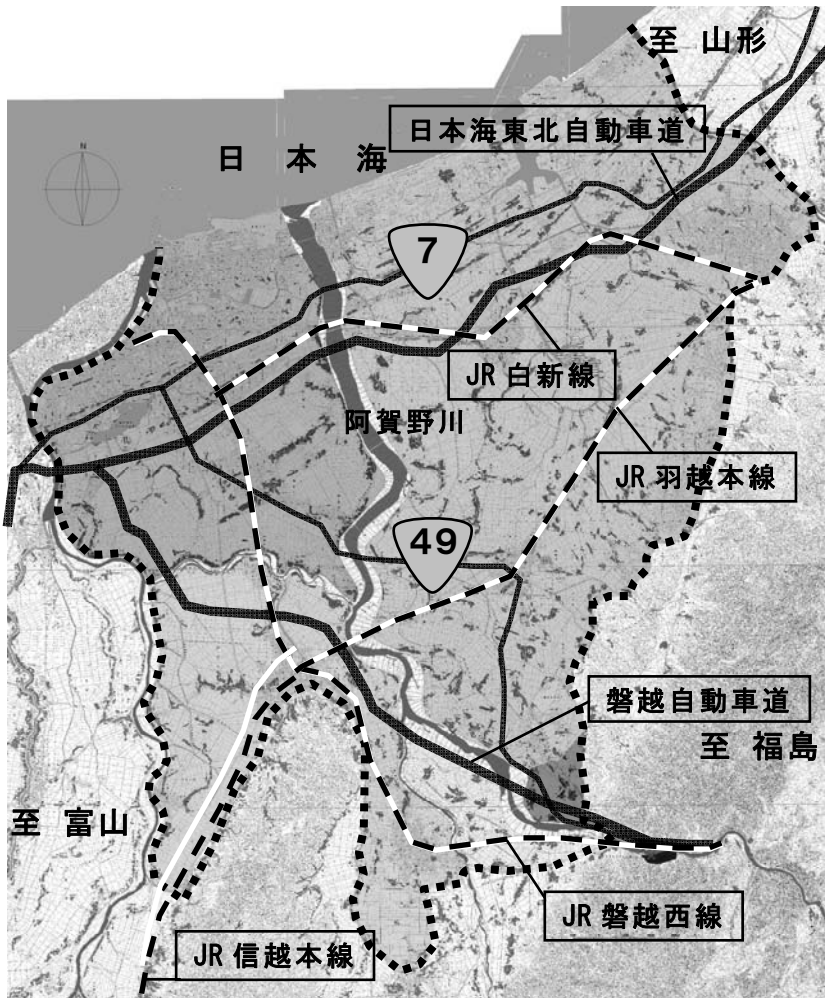 至 山形
日本海東北自動車道
N
日 本 海
7
JR 白新線
阿賀野川
JR 羽越本線
49
磐越自動車道
至 福島
至 富山
JR 磐越西線
JR 信越本線